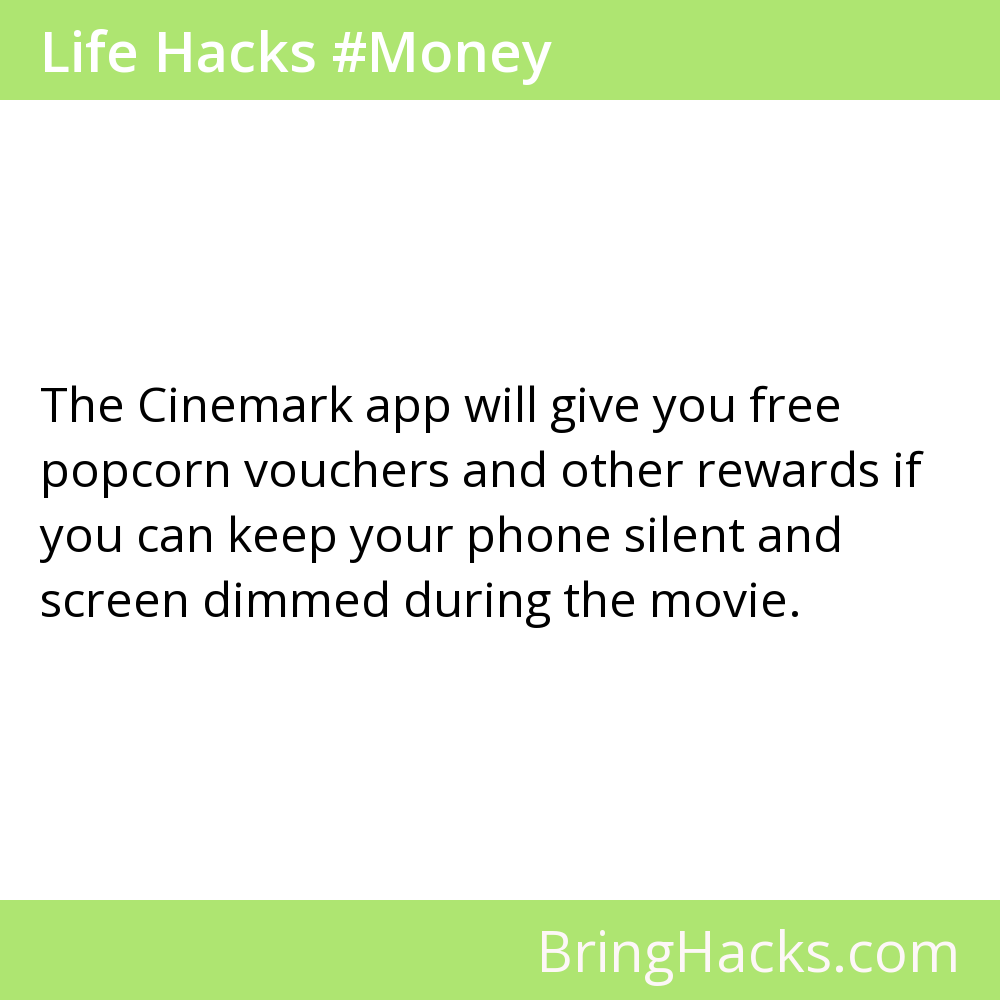 Life Hacks #Money
The Cinemark app will give you free
popcorn vouchers and other rewards if
you can keep your phone silent and
screen dimmed during the movie.
BringHacks.com